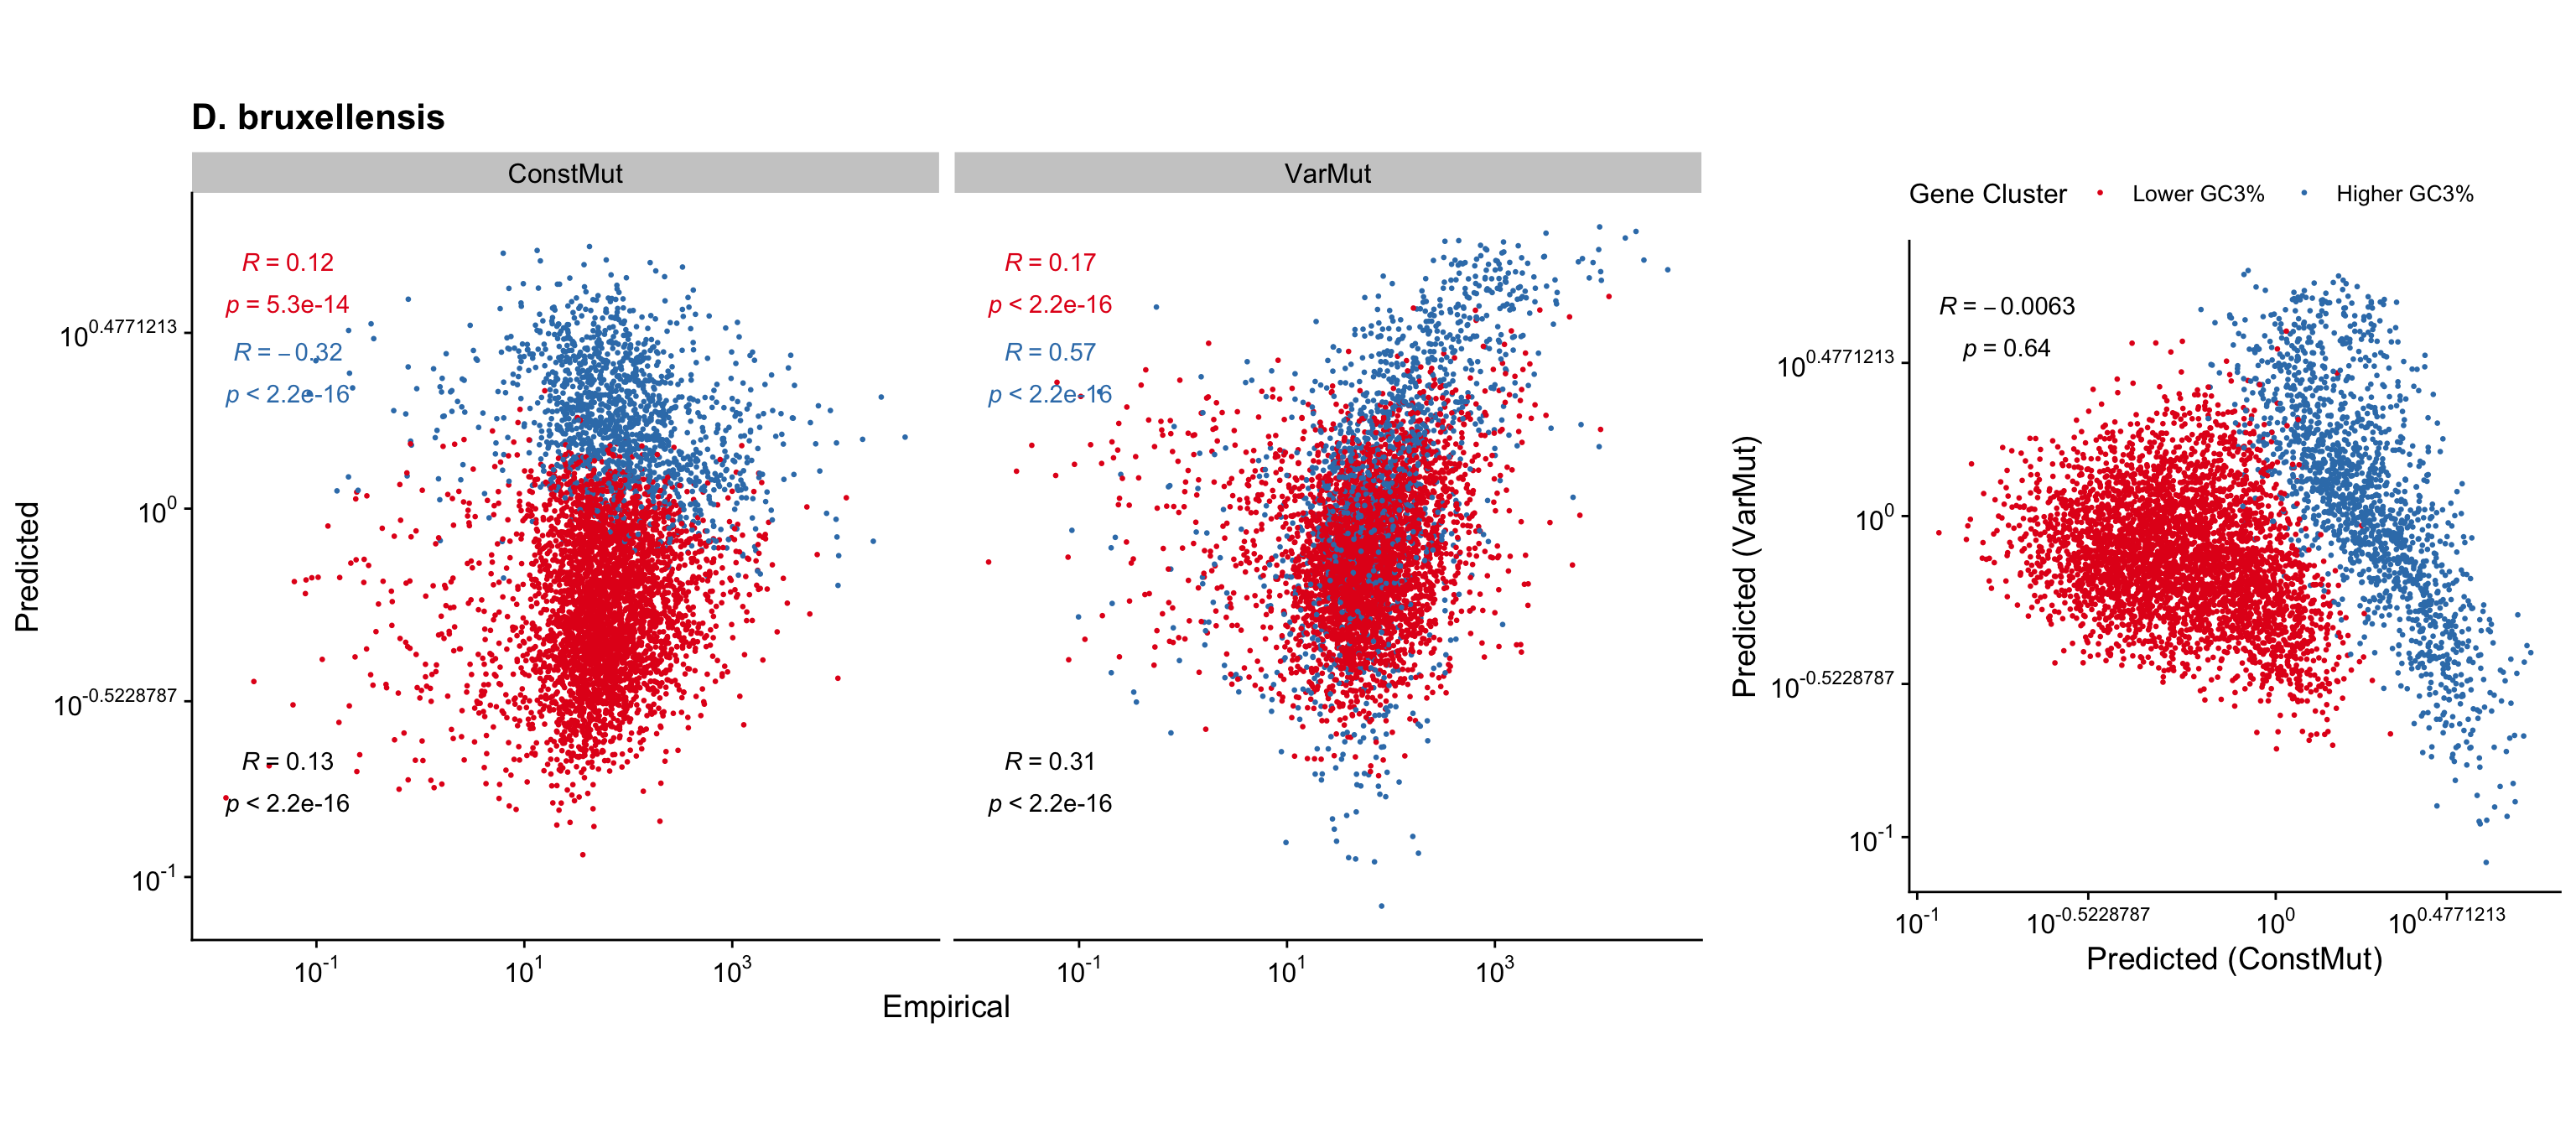 D. bruxellensis
ConstMut
VarMut
Gene Cluster Lower GC3% Higher GC3%
R = 0.12
p = 5.3e-14
R = −0.32
p < 2.2e-16
R = 0.13
p < 2.2e-16
R = 0.17
p < 2.2e-16
R = 0.57
p < 2.2e-16
R = 0.31
p < 2.2e-16
R = −0.0063
p = 0.64
Predicted
10^0.4771213
10^0
10^-0.5228787
10^-1
10^-1 10^1 10^3
10^-1 10^1 10^3
Empirical
Predicted (VarMut)
10^0.4771213
10^0
10^-0.5228787
10^-1
10^-1 10^-0.5228787 10^0 10^0.4771213
Predicted (ConstMut)